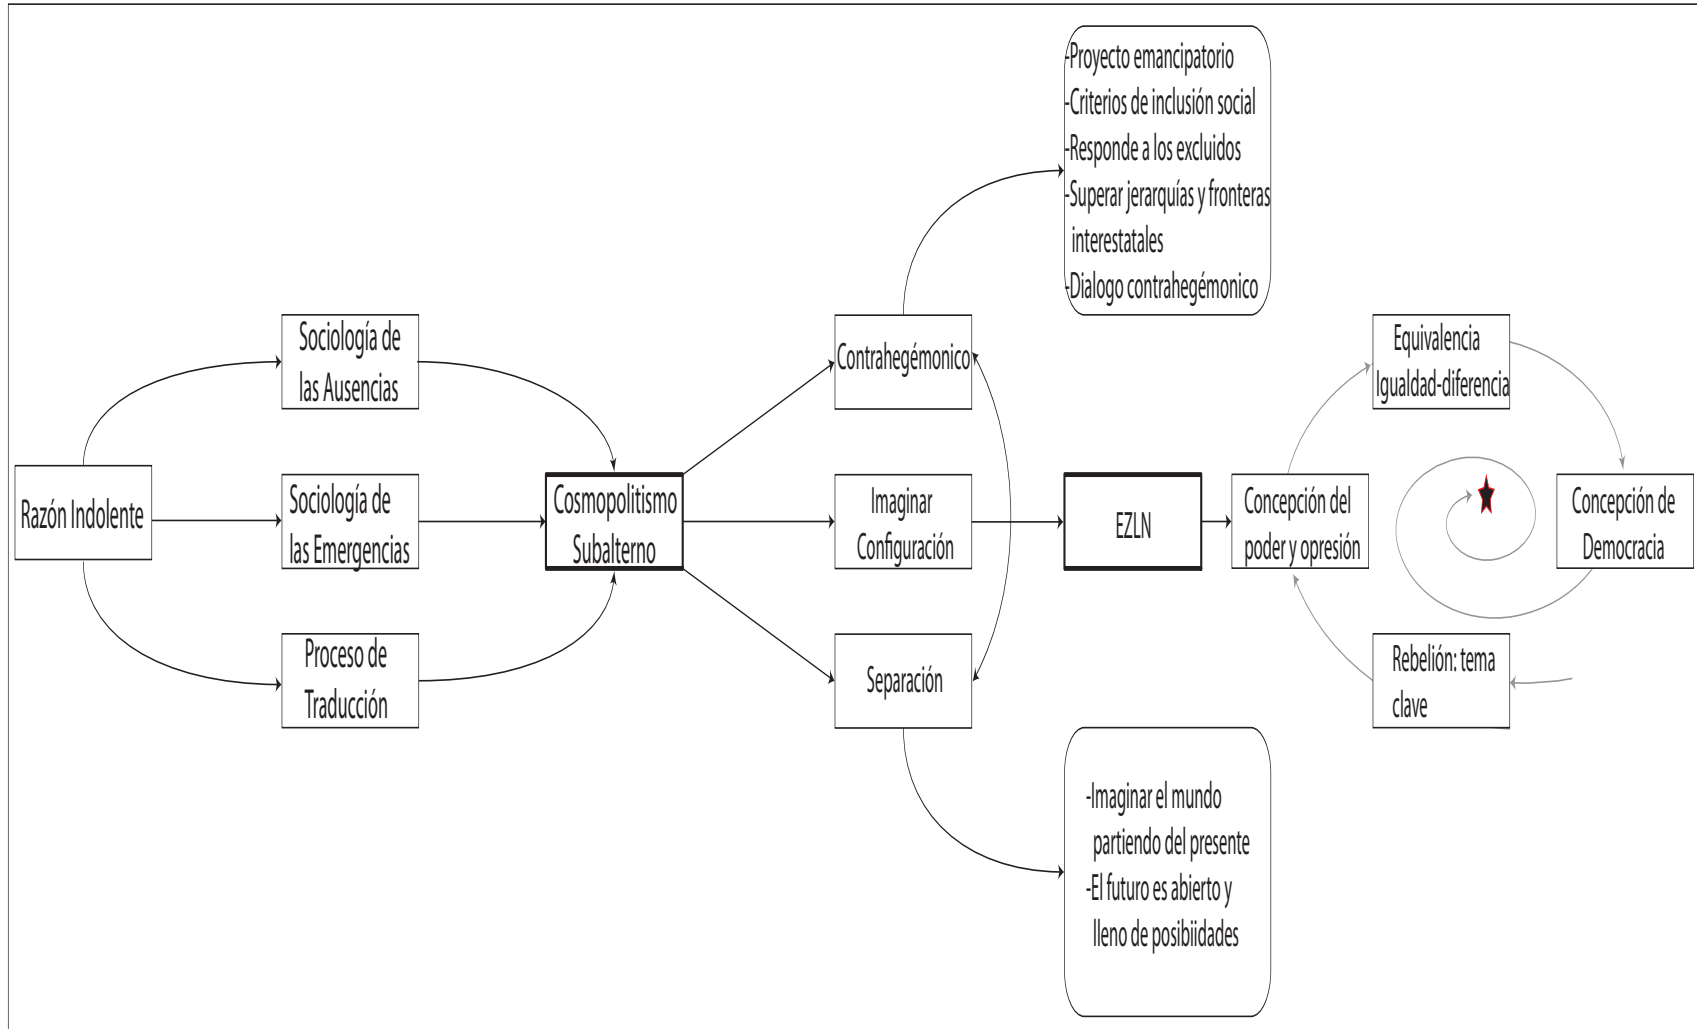 Razón Indolente
Sociología de
las Ausencias
Sociología de
las Emergencias
Proceso de
Traducción
Cosmopolitismo
Subalterno
Contrahegémonico
Imaginar
Configuración
Separación
-Proyecto emancipatorio
-Criterios de inclusión social
-Responde a los excluidos
-Superar jerarquías y fronteras
interestatales
-Dialogo contrahegémonico
-Imaginar el mundo
partiendo del presente
-El futuro es abierto y
lleno de posibiidades
EZLN
Concepción del
poder y opresión
Equivalencia
Igualdad-diferencia
Concepción de
Democracia
Rebelión: tema
clave